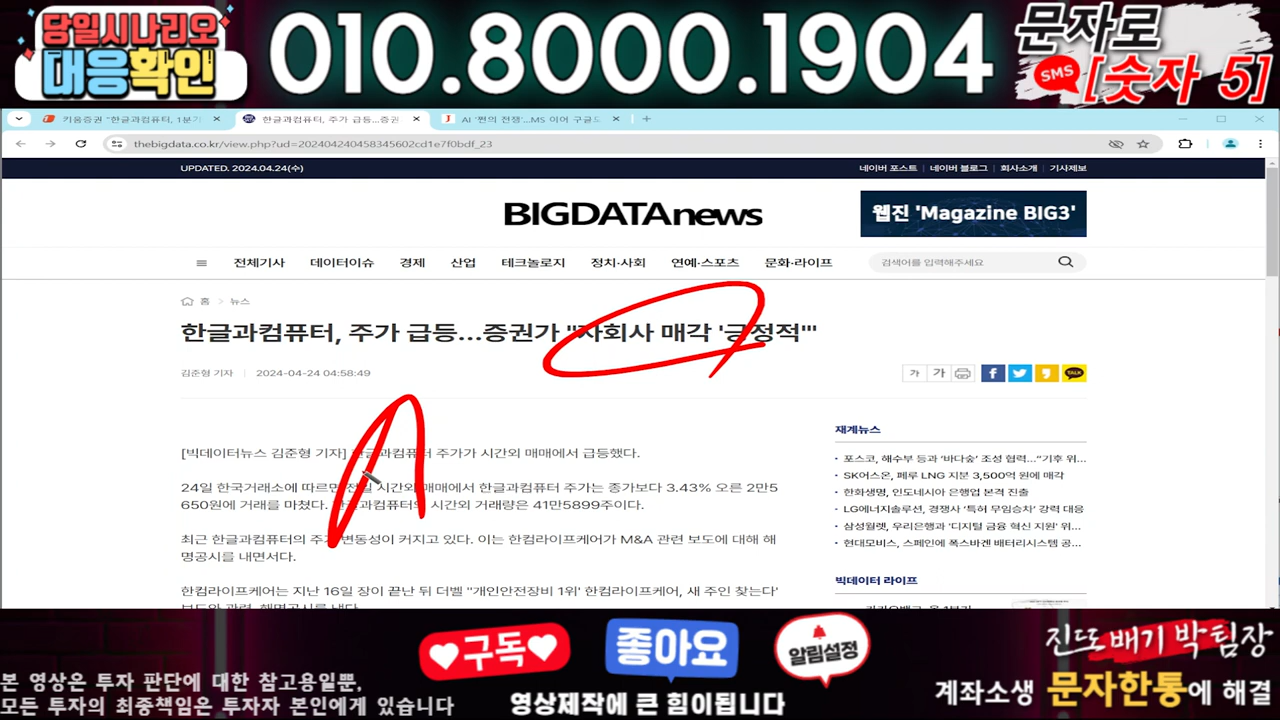 당일시나리오
대응확인
010.8000.1904
문자로
SMS
[숫자 5]
키움증권 "한글과컴퓨터, 1분기
한글과컴퓨터, 주가 급등...증권
AI '쩐의 전쟁'...MS 이어 구글도
thebigdata.co.kr/view.php?ud=202404240458345602cd1e7f0bdf_23
UPDATED. 2024.04.24(수)
네이버 포스트 | 네이버 블로그 | 회사소개 | 기사제보
BIGDATAnews
웹진 'Magazine BIG3'
전체기사 데이터이슈 경제 산업 테크놀로지 정치·사회 연예·스포츠 문화·라이프
검색어를 입력해주세요
홈 > 뉴스
한글과컴퓨터, 주가 급등...증권가 "자회사 매각 '긍정적'"
김준형 기자 | 2024-04-24 04:58:49
가 가
TALK
[빅데이터뉴스 김준형 기자] 한글과컴퓨터 주가가 시간외 매매에서 급등했다.
24일 한국거래소에 따르면 전일 시간외 매매에서 한글과컴퓨터 주가는 종가보다 3.43% 오른 2만5
650원에 거래를 마쳤다. 한글과컴퓨터의 시간외 거래량은 41만5899주이다.
최근 한글과컴퓨터의 주가 변동성이 커지고 있다. 이는 한컴라이프케어가 M&A 관련 보도에 대해 해
명공시를 내면서다.
한컴라이프케어는 지난 16일 장이 끝난 뒤 더벨 "'개인안전장비 1위' 한컴라이프케어, 새 주인 찾는다'
보도와 관련, 해명공시를 냈다.
재계뉴스
· 포스코, 해수부 등과 '바다숲' 조성 협력..."기후 위...
· SK어스온, 페루 LNG 지분 3,500억 원에 매각
· 한화생명, 인도네시아 은행업 본격 진출
· LG에너지솔루션, 경쟁사 '특허 무임승차' 강력 대응
· 삼성월렛, 우리은행과 '디지털 금융 혁신 지원' 위...
· 현대모비스, 스페인에 폭스바겐 배터리시스템 공...
빅데이터 라이프
구독
좋아요
알림설정
영상제작에 큰 힘이됩니다
본 영상은 투자 판단에 대한 참고용일뿐,
모든 투자의 최종책임은 투자자 본인에게 있습니다
진또배기 박팀장
계좌소생 문자한통에 해결